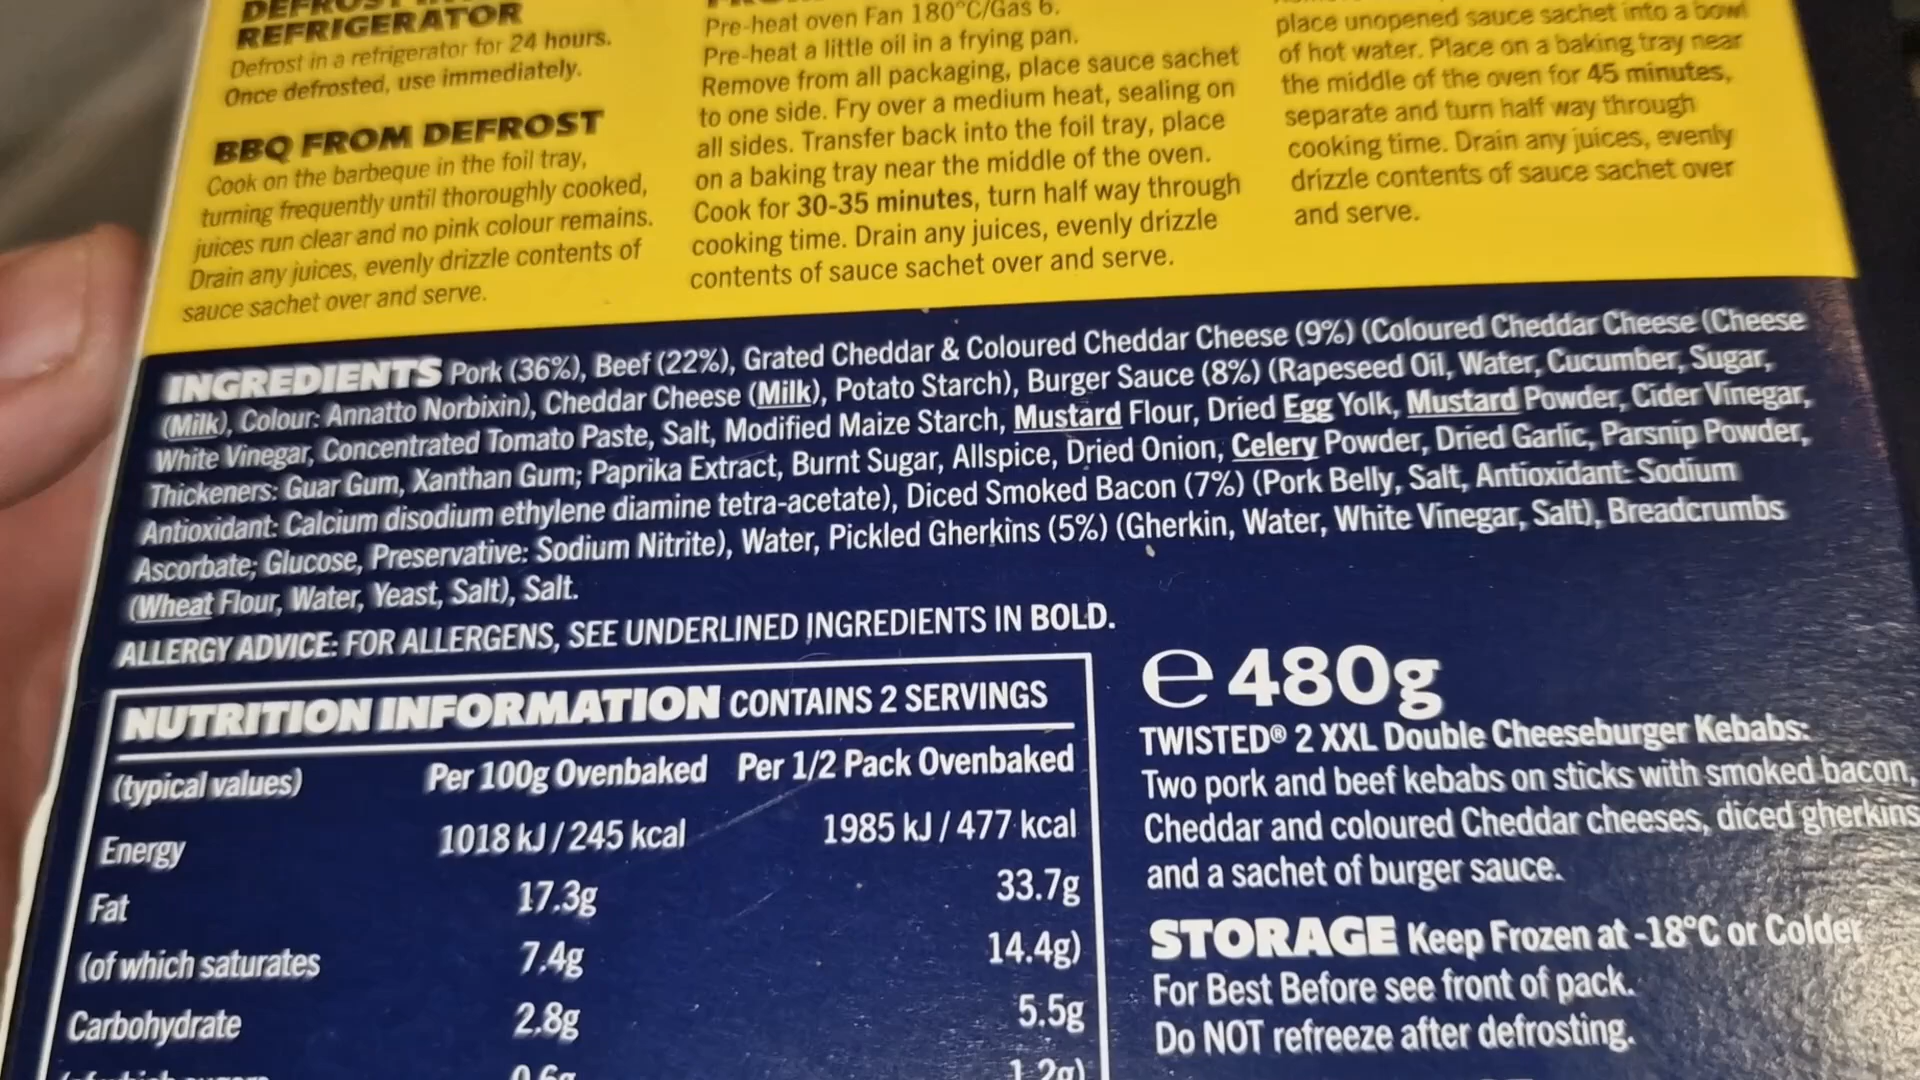 DEFROST IN
REFRIGERATOR
Defrost in a refrigerator for 24 hours.
Once defrosted, use immediately.
BBQ FROM DEFROST
Cook on the barbeque in the foil tray,
turning frequently until thoroughly cooked,
juices run clear and no pink colour remains.
Drain any juices, evenly drizzle contents of
sauce sachet over and serve.
Pre-heat oven Fan 180°C/Gas 6.
Pre-heat a little oil in a frying pan.
Remove from all packaging, place sauce sachet
to one side. Fry over a medium heat, sealing on
all sides. Transfer back into the foil tray, place
on a baking tray near the middle of the oven.
Cook for 30-35 minutes, turn half way through
cooking time. Drain any juices, evenly drizzle
contents of sauce sachet over and serve.
place unopened sauce sachet into a bowl
of hot water. Place on a baking tray near
the middle of the oven for 45 minutes,
separate and turn half way through
cooking time. Drain any juices, evenly
drizzle contents of sauce sachet over
and serve.
INGREDIENTS Pork (36%), Beef (22%), Grated Cheddar & Coloured Cheddar Cheese (9%) (Coloured Cheddar Cheese (Cheese
(Milk), Colour: Annatto Norbixin), Cheddar Cheese (Milk), Potato Starch), Burger Sauce (8%) (Rapeseed Oil, Water, Cucumber, Sugar,
White Vinegar, Concentrated Tomato Paste, Salt, Modified Maize Starch, Mustard Flour, Dried Egg Yolk, Mustard Powder, Cider Vinegar,
Thickeners: Guar Gum, Xanthan Gum; Paprika Extract, Burnt Sugar, Allspice, Dried Onion, Celery Powder, Dried Garlic, Parsnip Powder,
Antioxidant: Calcium disodium ethylene diamine tetra-acetate), Diced Smoked Bacon (7%) (Pork Belly, Salt, Antioxidant: Sodium
Ascorbate; Glucose, Preservative: Sodium Nitrite), Water, Pickled Gherkins (5%) (Gherkin, Water, White Vinegar, Salt), Breadcrumbs
(Wheat Flour, Water, Yeast, Salt), Salt.
ALLERGY ADVICE: FOR ALLERGENS, SEE UNDERLINED INGREDIENTS IN BOLD.
NUTRITION INFORMATION CONTAINS 2 SERVINGS
(typical values) Per 100g Ovenbaked Per 1/2 Pack Ovenbaked
Energy 1018 kJ / 245 kcal 1985 kJ / 477 kcal
Fat 17.3g 33.7g
(of which saturates 7.4g 14.4g)
Carbohydrate 2.8g 5.5g
0.6g 1.2g)
e 480g
TWISTED® 2 XXL Double Cheeseburger Kebabs:
Two pork and beef kebabs on sticks with smoked bacon,
Cheddar and coloured Cheddar cheeses, diced gherkins
and a sachet of burger sauce.
STORAGE Keep Frozen at -18°C or Colder
For Best Before see front of pack.
Do NOT refreeze after defrosting.